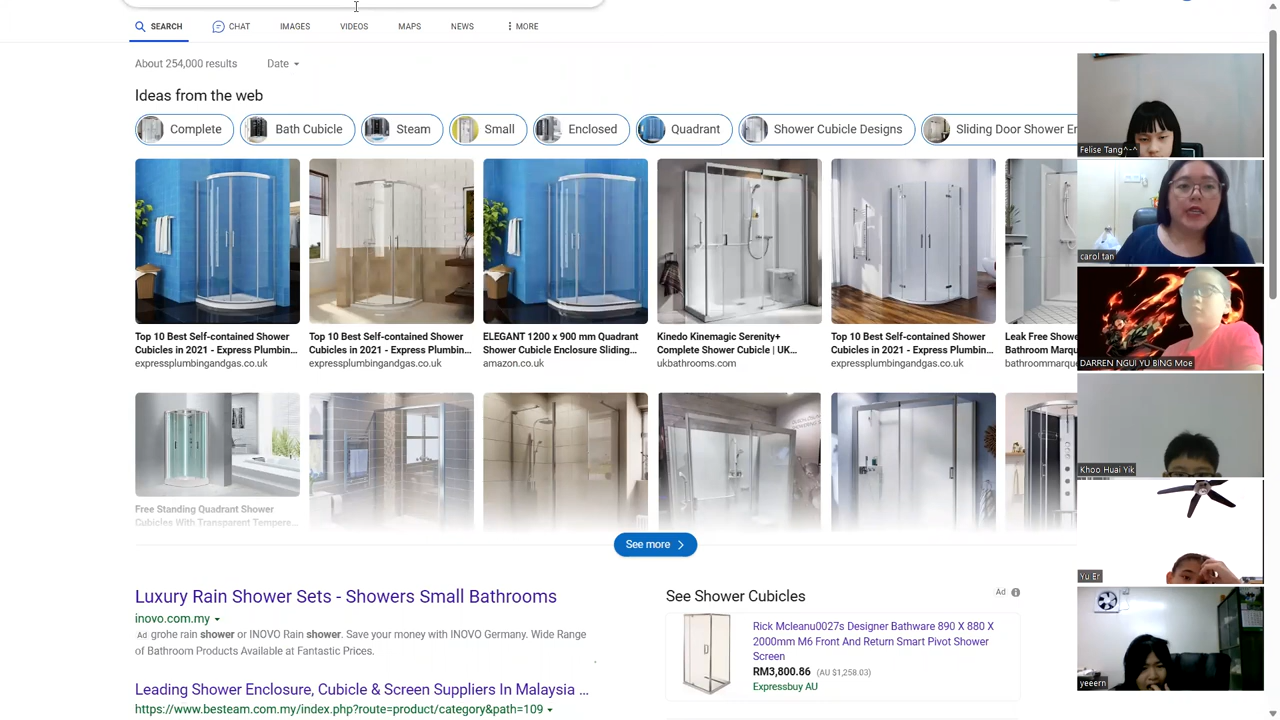 SEARCH
CHAT
IMAGES
VIDEOS
MAPS
NEWS
MORE
About 254,000 results
Date
Ideas from the web
Complete
Bath Cubicle
Steam
Small
Enclosed
Quadrant
Shower Cubicle Designs
Sliding Door Shower En
Top 10 Best Self-contained Shower
Cubicles in 2021 - Express Plumbin...
expressplumbingandgas.co.uk
Top 10 Best Self-contained Shower
Cubicles in 2021 - Express Plumbin...
expressplumbingandgas.co.uk
ELEGANT 1200 x 900 mm Quadrant
Shower Cubicle Enclosure Sliding...
amazon.co.uk
Kinedo Kinemagic Serenity+
Complete Shower Cubicle | UK...
ukbathrooms.com
Top 10 Best Self-contained Shower
Cubicles in 2021 - Express Plumbin...
expressplumbingandgas.co.uk
Leak Free Showe
Bathroom Marqu
bathroommarque
Free Standing Quadrant Shower
Cubicles With Transparent Tempere...
See more
Luxury Rain Shower Sets - Showers Small Bathrooms
inovo.com.my
Ad grohe rain shower or INOVO Rain shower. Save your money with INOVO Germany. Wide Range
of Bathroom Products Available at Fantastic Prices.
Leading Shower Enclosure, Cubicle & Screen Suppliers In Malaysia ...
https://www.besteam.com.my/index.php?route=product/category&path=109
See Shower Cubicles
Ad
Rick Mcleanu0027s Designer Bathware 890 X 880 X
2000mm M6 Front And Return Smart Pivot Shower
Screen
RM3,800.86 (AU $1,258.03)
Expressbuy AU
Felise Tang^-^
carol tan
DARREN NGUI YU BING Moe
Khoo Huai Yik
Yu Er
yeeern